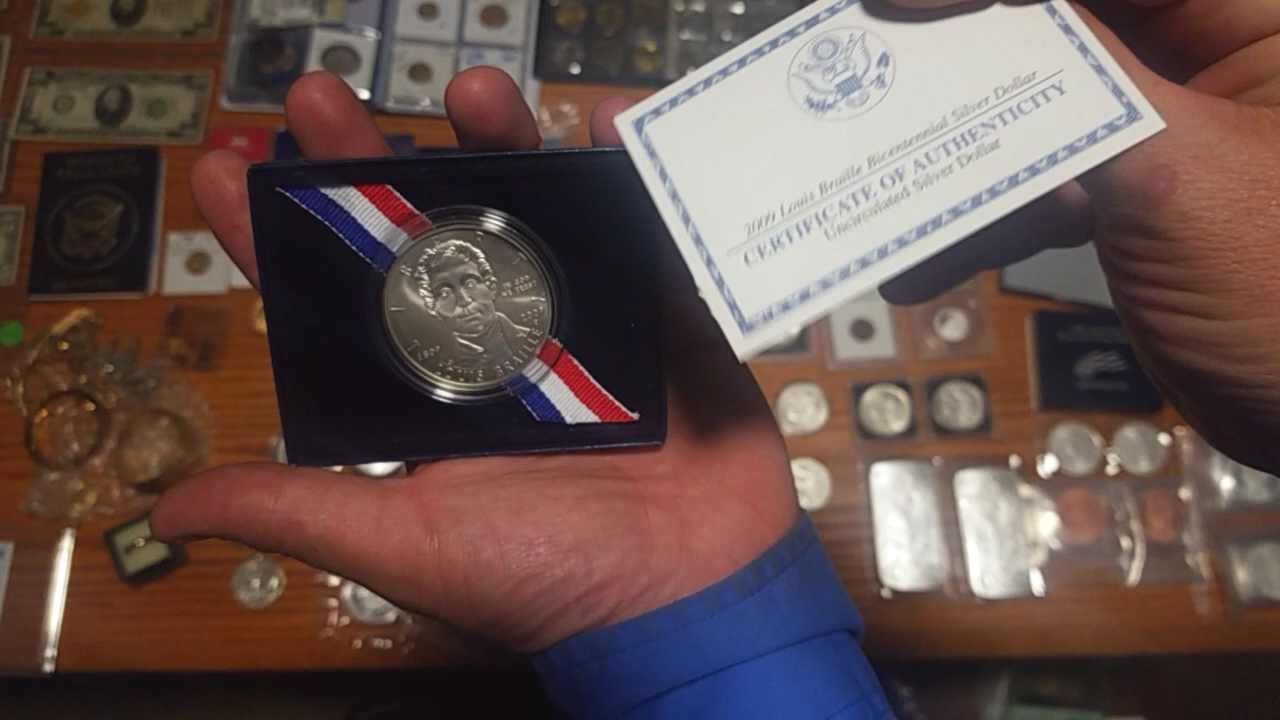 2009 Louis Braille Bicentennial Silver Dollar
CERTIFICATE OF AUTHENTICITY
Uncirculated Silver Dollar
IN GOD
WE TRUST
2009
1809
LOUIS BRAILLE